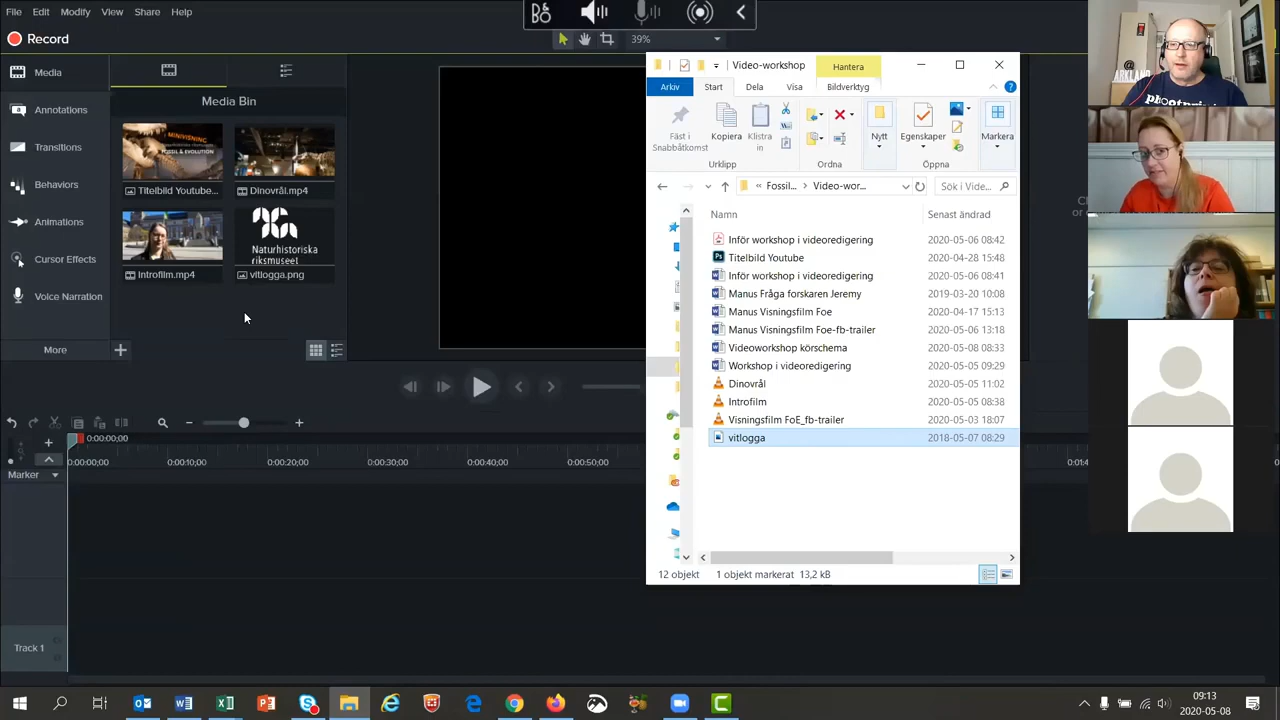 File Edit Modify View Share Help
Record
39%
Media
Annotations
Transitions
Behaviors
Animations
Cursor Effects
Voice Narration
More
Media Bin
MINIVISNING
FOSSIL & EVOLUTION
Titelbild Youtube...
Dinovrål.mp4
Naturhistoriska
riksmuseet
Introfilm.mp4
vitlogga.png
Video-workshop
Hantera
Arkiv Start Dela Visa Bildverktyg
Fäst i
Snabbåtkomst
Kopiera
Klistra
in
Nytt
Egenskaper
Markera
Urklipp
Ordna
Öppna
« Fossil... Video-wor...
Sök i Vide...
Namn Senast ändrad
Inför workshop i videoredigering 2020-05-06 08:42
Titelbild Youtube 2020-04-28 15:48
Inför workshop i videoredigering 2020-05-06 08:41
Manus Fråga forskaren Jeremy 2019-03-20 10:08
Manus Visningsfilm Foe 2020-04-17 15:13
Manus Visningsfilm Foe-fb-trailer 2020-05-06 13:18
Videoworkshop körschema 2020-05-08 08:33
Workshop i videoredigering 2020-05-05 09:29
Dinovrål 2020-05-05 11:02
Introfilm 2020-05-05 08:38
Visningsfilm FoE_fb-trailer 2020-05-03 18:07
vitlogga 2018-05-07 08:29
12 objekt 1 objekt markerat 13,2 kB
0:00:00;00
Marker
0:00:00;00 0:00:10;00 0:00:20;00 0:00:30;00 0:00:40;00 0:00:50;00
Track 1
09:13
2020-05-08